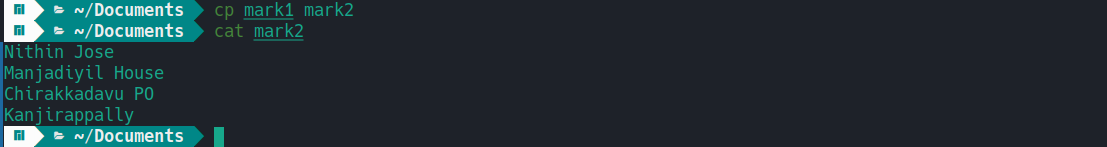 ~/Documents cp mark1 mark2
~/Documents cat mark2
Nithin Jose
Manjadiyil House
Chirakkadavu PO
Kanjirappally
~/Documents